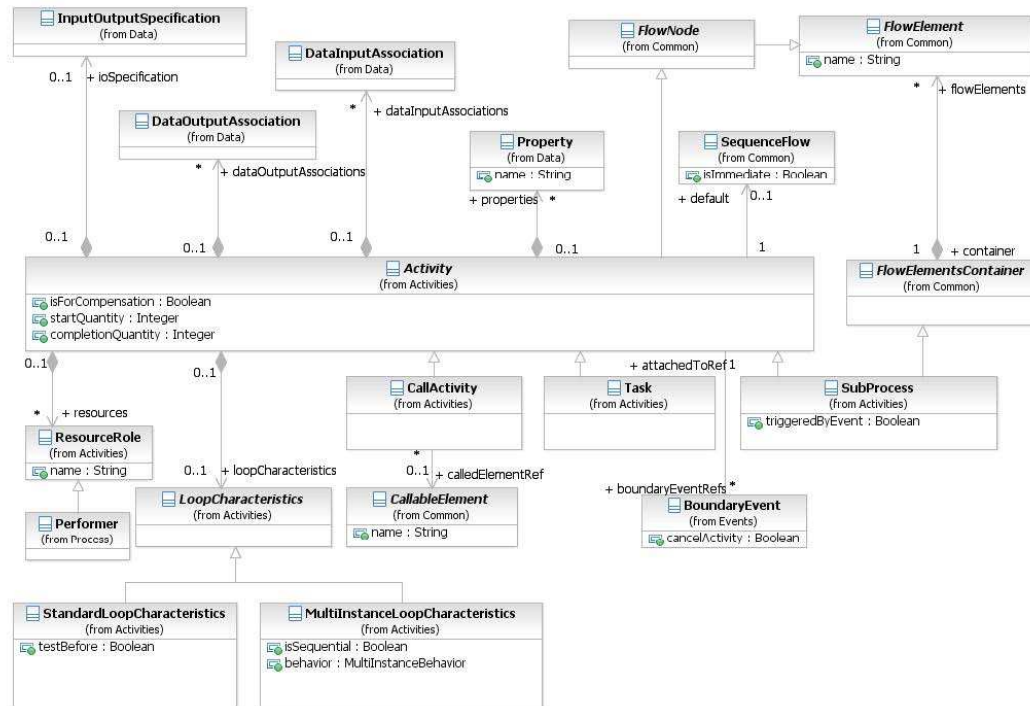 InputOutputSpecification
(from Data)
DataInputAssociation
(from Data)
FlowNode
(from Common)
FlowElement
(from Common)
name : String
0..1
+ ioSpecification
*
+ dataInputAssociations
*
+ flowElements
DataOutputAssociation
(from Data)
Property
(from Data)
name : String
SequenceFlow
(from Common)
isImmediate : Boolean
*
+ dataOutputAssociations
+ properties
*
+ default
0..1
0..1
0..1
0..1
0..1
1
1
+ container
Activity
(from Activities)
isForCompensation : Boolean
startQuantity : Integer
completionQuantity : Integer
FlowElementsContainer
(from Common)
0..1
0..1
+ attachedToRef
1
CallActivity
(from Activities)
Task
(from Activities)
SubProcess
(from Activities)
triggeredByEvent : Boolean
*
+ resources
ResourceRole
(from Activities)
name : String
0..1
+ loopCharacteristics
*
0..1
+ calledElementRef
LoopCharacteristics
(from Activities)
CallableElement
(from Common)
name : String
+ boundaryEventRefs
*
BoundaryEvent
(from Events)
cancelActivity : Boolean
Performer
(from Process)
StandardLoopCharacteristics
(from Activities)
testBefore : Boolean
MultiInstanceLoopCharacteristics
(from Activities)
isSequential : Boolean
behavior : MultiInstanceBehavior